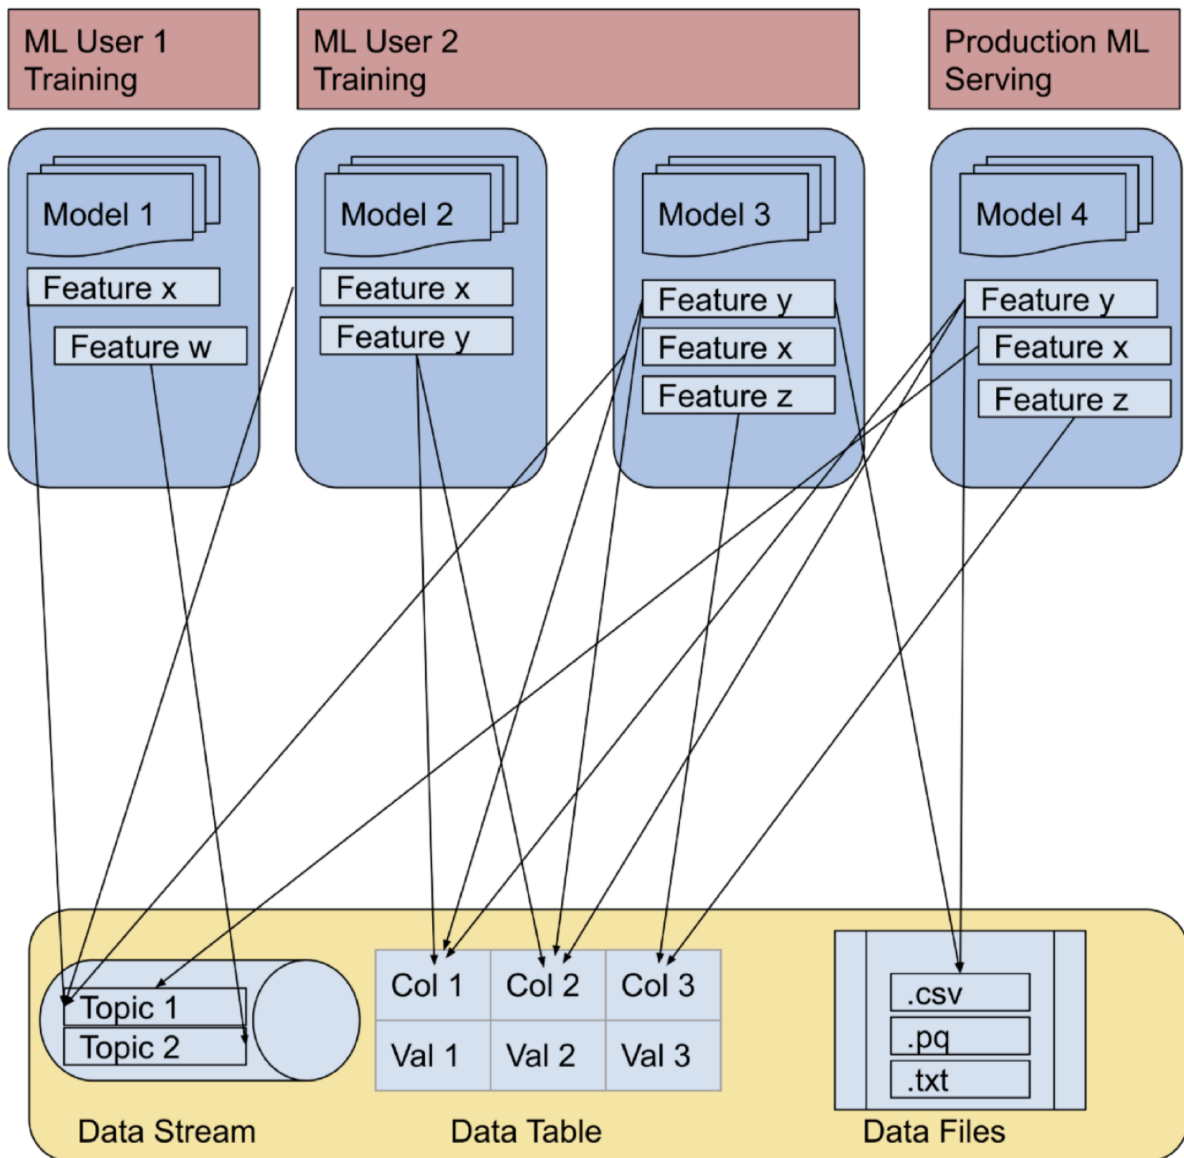 ML User 1
Training
ML User 2
Training
Production ML
Serving
Model 1
Feature x
Feature w
Model 2
Feature x
Feature y
Model 3
Feature y
Feature x
Feature z
Model 4
Feature y
Feature x
Feature z
Topic 1
Topic 2
Data Stream
Col 1 Col 2 Col 3
Val 1 Val 2 Val 3
Data Table
.csv
.pq
.txt
Data Files